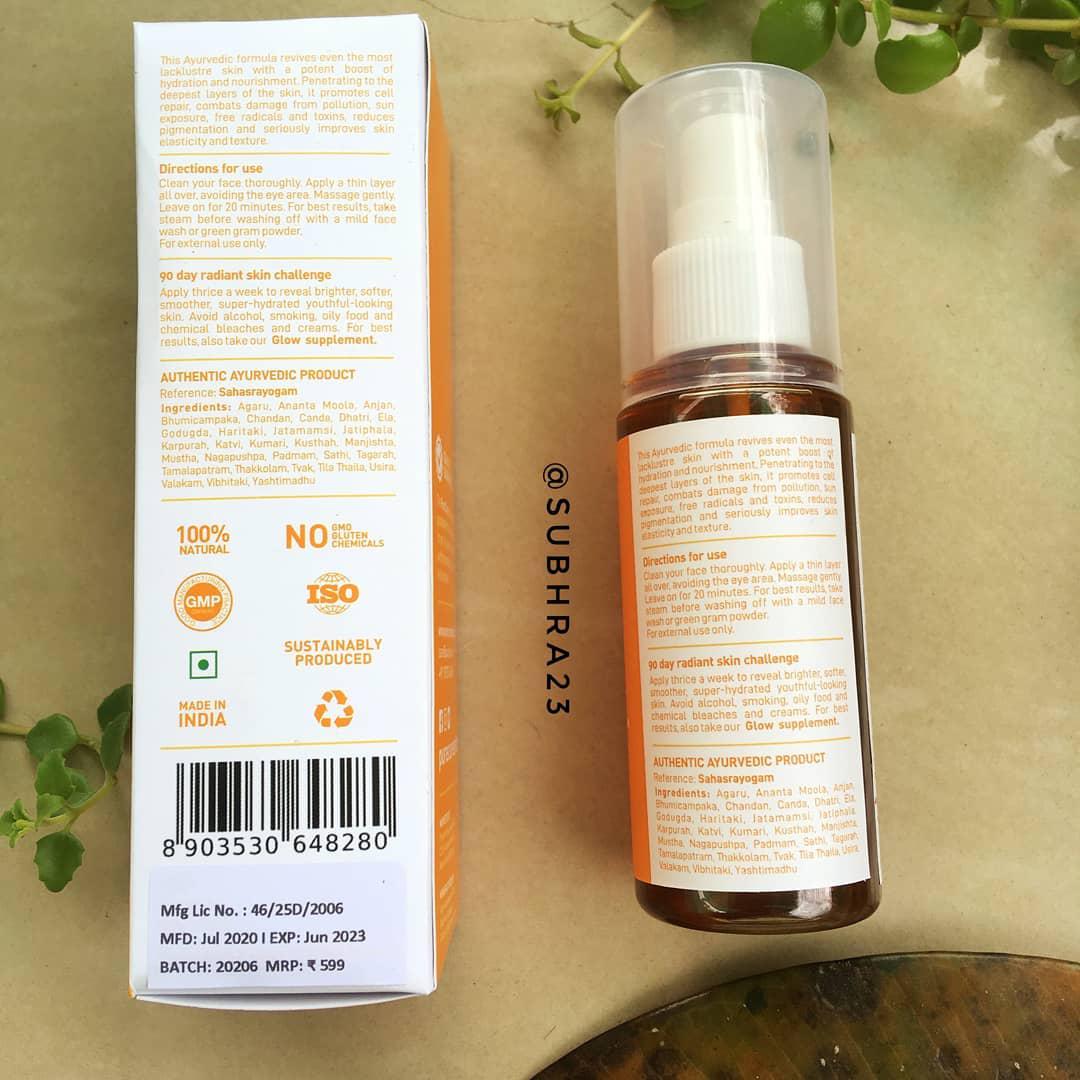 This Ayurvedic formula revives even the most
lacklustre skin with a potent boost of
hydration and nourishment. Penetrating to the
deepest layers of the skin, it promotes cell
repair, combats damage from pollution, sun
exposure, free radicals and toxins, reduces
pigmentation and seriously improves skin
elasticity and texture.
Directions for use
Clean your face thoroughly. Apply a thin layer
all over, avoiding the eye area. Massage gently.
Leave on for 20 minutes. For best results, take
steam before washing off with a mild face
wash or green gram powder.
For external use only.
90 day radiant skin challenge
Apply thrice a week to reveal brighter, softer,
smoother, super-hydrated youthful-looking
skin. Avoid alcohol, smoking, oily food and
chemical bleaches and creams. For best
results, also take our Glow supplement.
AUTHENTIC AYURVEDIC PRODUCT
Reference: Sahasrayogam
Ingredients: Agaru, Ananta Moola, Anjan,
Bhumicampaka, Chandan, Canda, Dhatri, Ela,
Godugda, Haritaki, Jatamamsi, Jatiphala,
Karpurah, Katvi, Kumari, Kusthah, Manjishta,
Mustha, Nagapushpa, Padmam, Sathi, Tagarah,
Tamalapatram, Thakkolam, Tvak, Tila Thaila, Usira,
Valakam, Vibhitaki, Yashtimadhu
100%
NATURAL
NO GMO
GLUTEN
CHEMICALS
GMP
ISO
SUSTAINABLY
PRODUCED
MADE IN
INDIA
8 903530 648280
Mfg Lic No. : 46/25D/2006
MFD: Jul 2020 I EXP: Jun 2023
BATCH: 20206 MRP: ₹ 599
@SUBHRA23
This Ayurvedic formula revives even the most
lacklustre skin with a potent boost of
hydration and nourishment. Penetrating to the
deepest layers of the skin, it promotes cell
repair, combats damage from pollution, sun
exposure, free radicals and toxins, reduces
pigmentation and seriously improves skin
elasticity and texture.
Directions for use
Clean your face thoroughly. Apply a thin layer
all over, avoiding the eye area. Massage gently.
Leave on for 20 minutes. For best results, take
steam before washing off with a mild face
wash or green gram powder.
For external use only.
90 day radiant skin challenge
Apply thrice a week to reveal brighter, softer,
smoother, super-hydrated youthful-looking
skin. Avoid alcohol, smoking, oily food and
chemical bleaches and creams. For best
results, also take our Glow supplement.
AUTHENTIC AYURVEDIC PRODUCT
Reference: Sahasrayogam
Ingredients: Agaru, Ananta Moola, Anjan,
Bhumicampaka, Chandan, Canda, Dhatri, Ela,
Godugda, Haritaki, Jatamamsi, Jatiphala,
Karpurah, Katvi, Kumari, Kusthah, Manjishta,
Mustha, Nagapushpa, Padmam, Sathi, Tagarah,
Tamalapatram, Thakkolam, Tvak, Tila Thaila, Usira,
Valakam, Vibhitaki, Yashtimadhu